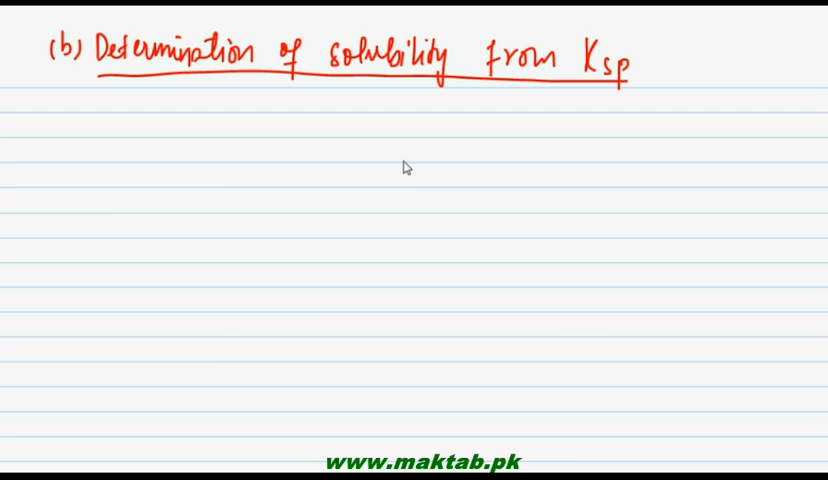 (b) Determination of solubility from Ksp
www.maktab.pk